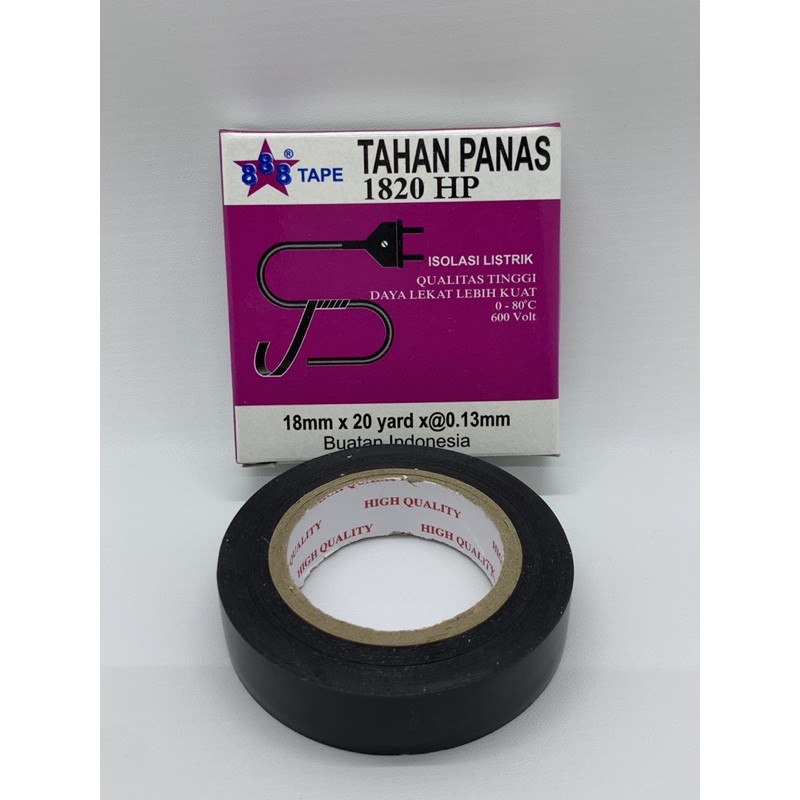 888® TAPE
TAHAN PANAS
1820 HP
ISOLASI LISTRIK
QUALITAS TINGGI
DAYA LEKAT LEBIH KUAT
0 - 80°C
600 Volt
18mm x 20 yard x@0.13mm
Buatan Indonesia
HIGH QUALITY
HIGH QUALITY
HIGH QUALITY
QUALITY